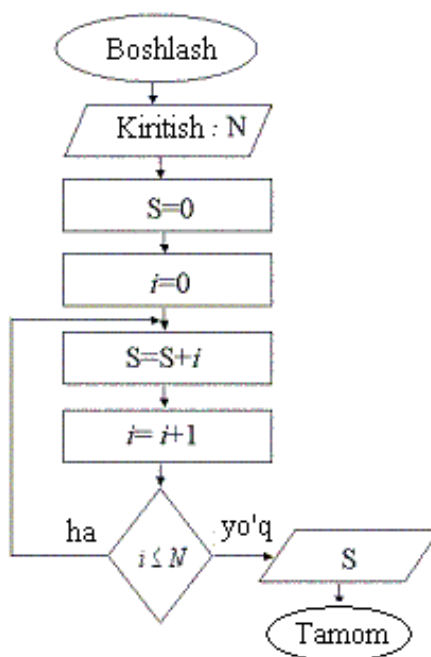 Boshlash
Kiritish : N
S=0
i=0
S=S+i
i= i+1
ha
i ≤ N
yo'q
S
Tamom